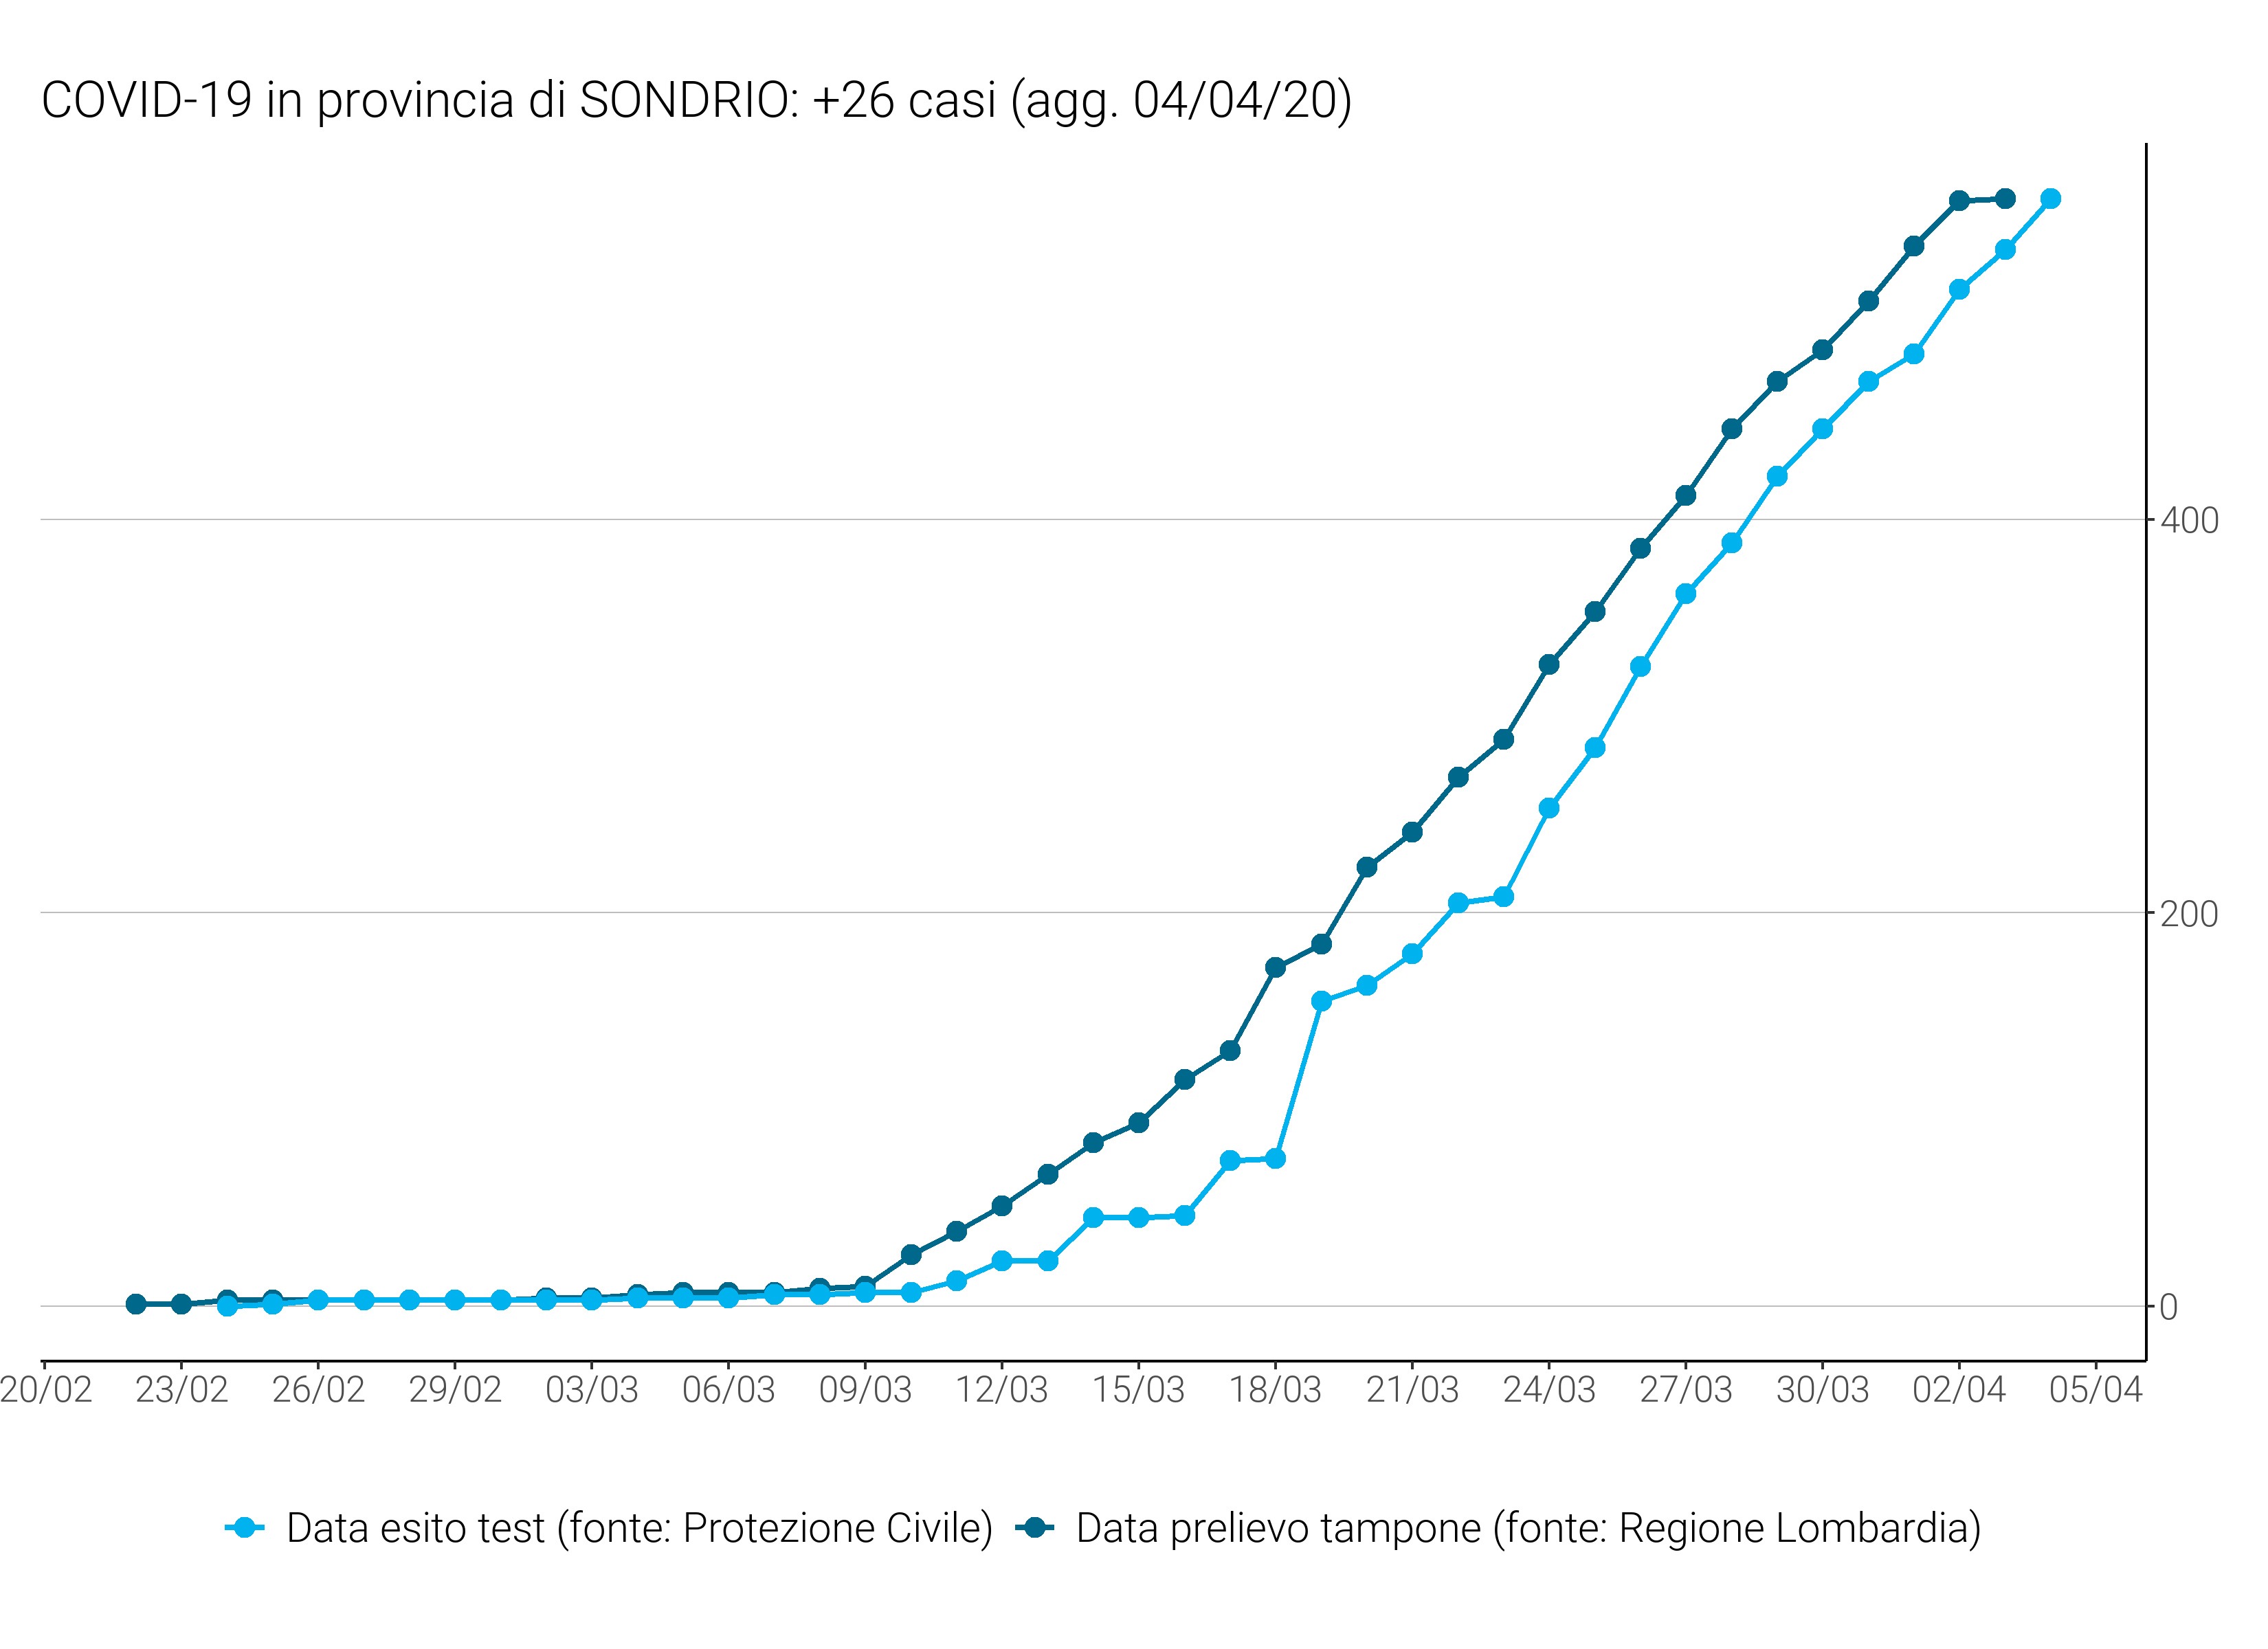 COVID-19 in provincia di SONDRIO: +26 casi (agg. 04/04/20)
400
200
0
20/02 23/02 26/02 29/02 03/03 06/03 09/03 12/03 15/03 18/03 21/03 24/03 27/03 30/03 02/04 05/04
Data esito test (fonte: Protezione Civile) Data prelievo tampone (fonte: Regione Lombardia)